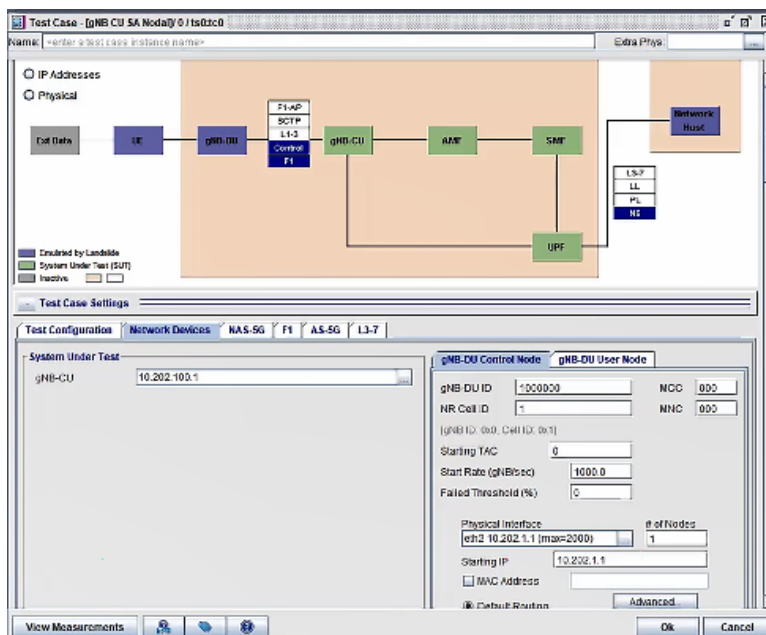 Test Case - [gNB CU SA Nodal]/ 0 / ts0:tc0
Name: <enter a test case instance name>
Extra Phys:
...
IP Addresses
Physical
Ext Data
UE
gNB-DU
F1-AP
SCTP
L1-3
Control
F1
gNB-CU
AMF
SMF
Network
Host
L3-7
LL
PL
N6
UPF
Emulated by Landslide
System Under Test (SUT)
Inactive
Test Case Settings
Test Configuration Network Devices NAS-5G F1 AS-5G L3-7
System Under Test
gNB-CU 10.202.100.1 ...
gNB-DU Control Node gNB-DU User Node
gNB-DU ID 1000000 MCC 000
NR Cell ID 1 MNC 000
(gNB ID: 0x0, Cell ID: 0x1)
Starting TAC 0
Start Rate (gNB/sec) 1000.0
Failed Threshold (%) 0
Physical Interface # of Nodes
eth2 10.202.1.1 (max=2000) ... 1
Starting IP 10.202.1.1
MAC Address
Default Routing Advanced...
View Measurements Ok Cancel